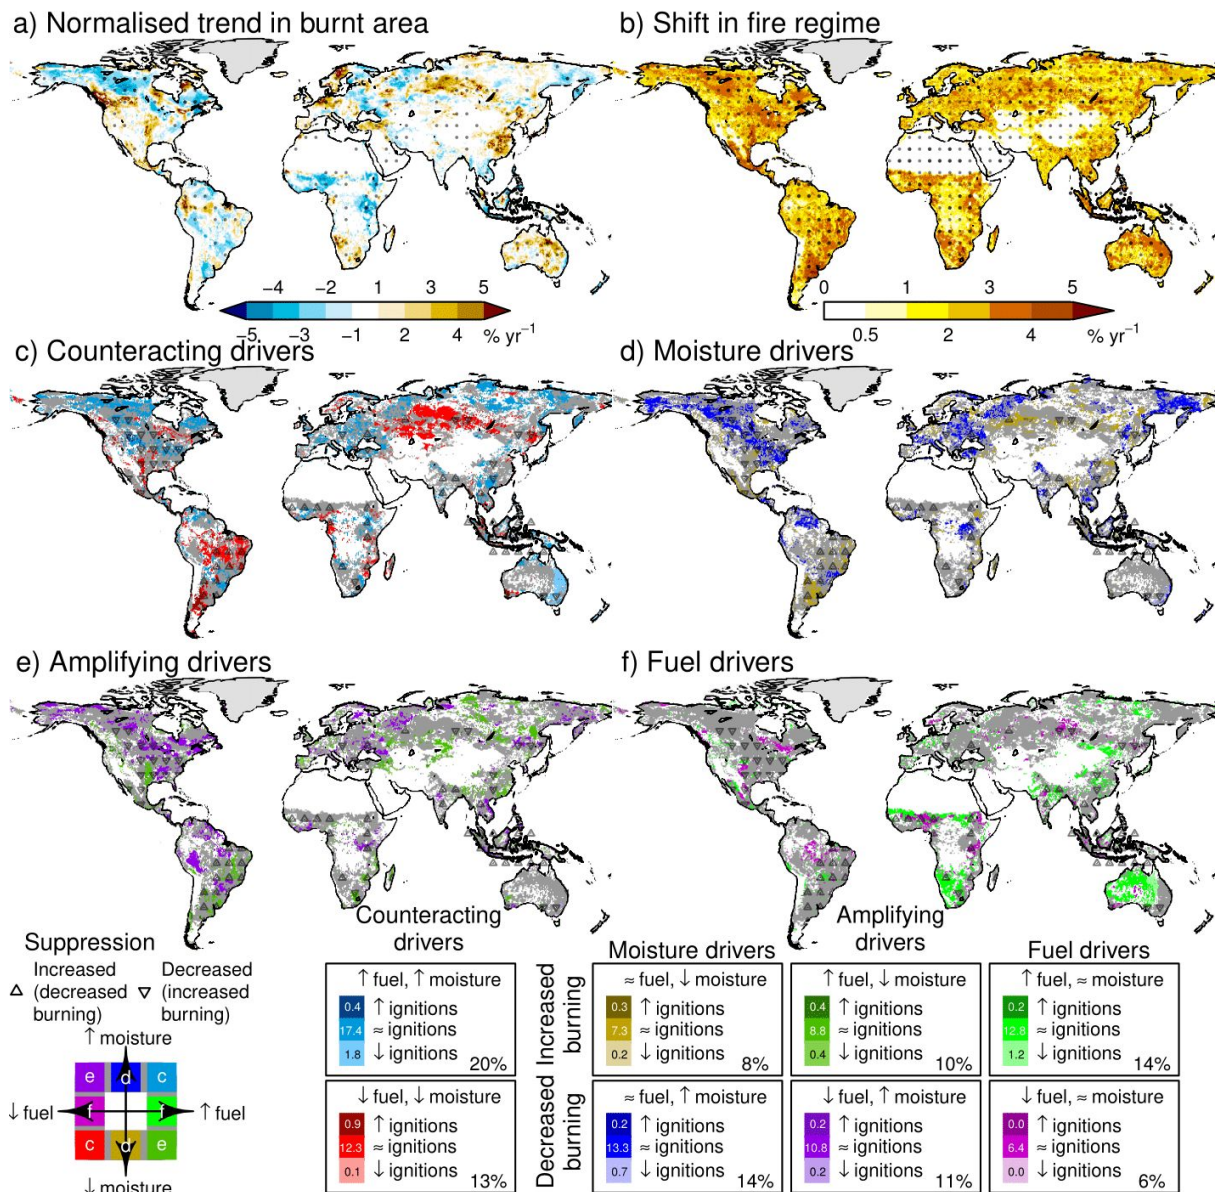 a) Normalised trend in burnt area
b) Shift in fire regime
−4 −2 1 3 5
−5 −3 −1 2 4 % yr⁻¹
0 1 3 5
0.5 2 4 % yr⁻¹
c) Counteracting drivers
d) Moisture drivers
e) Amplifying drivers
f) Fuel drivers
Suppression
Increased (decreased burning)
Decreased (increased burning)
↑ moisture
e d c
↓ fuel f f ↑ fuel
c d e
↓ moisture
Counteracting drivers
↑ fuel, ↑ moisture
0.4 ↑ ignitions
17.4 ≈ ignitions
1.8 ↓ ignitions
20%
↓ fuel, ↓ moisture
0.9 ↑ ignitions
12.3 ≈ ignitions
0.1 ↓ ignitions
13%
Increased burning
Decreased burning
Moisture drivers
≈ fuel, ↓ moisture
0.3 ↑ ignitions
7.3 ≈ ignitions
0.2 ↓ ignitions
8%
≈ fuel, ↑ moisture
0.2 ↑ ignitions
13.3 ≈ ignitions
0.7 ↓ ignitions
14%
Amplifying drivers
↑ fuel, ↓ moisture
0.4 ↑ ignitions
8.8 ≈ ignitions
0.4 ↓ ignitions
10%
↓ fuel, ↑ moisture
0.2 ↑ ignitions
10.8 ≈ ignitions
0.2 ↓ ignitions
11%
Fuel drivers
↑ fuel, ≈ moisture
0.2 ↑ ignitions
12.8 ≈ ignitions
1.2 ↓ ignitions
14%
↓ fuel, ≈ moisture
0.0 ↑ ignitions
6.4 ≈ ignitions
0.0 ↓ ignitions
6%